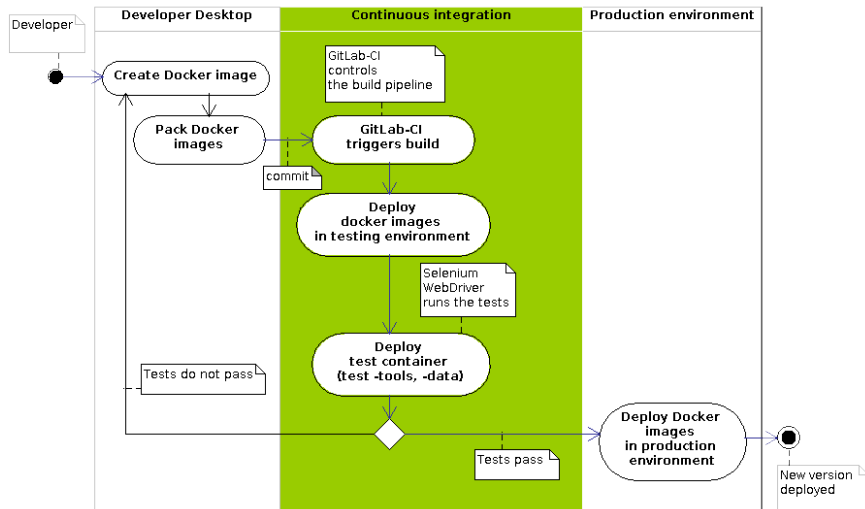 Developer Desktop
Continuous integration
Production environment
Developer
Create Docker image
GitLab-CI
controls
the build pipeline
Pack Docker
images
GitLab-CI
triggers build
commit
Deploy
docker images
in testing environment
Selenium
WebDriver
runs the tests
Deploy
test container
(test -tools, -data)
Tests do not pass
Tests pass
Deploy Docker
images
in production
environment
New version
deployed